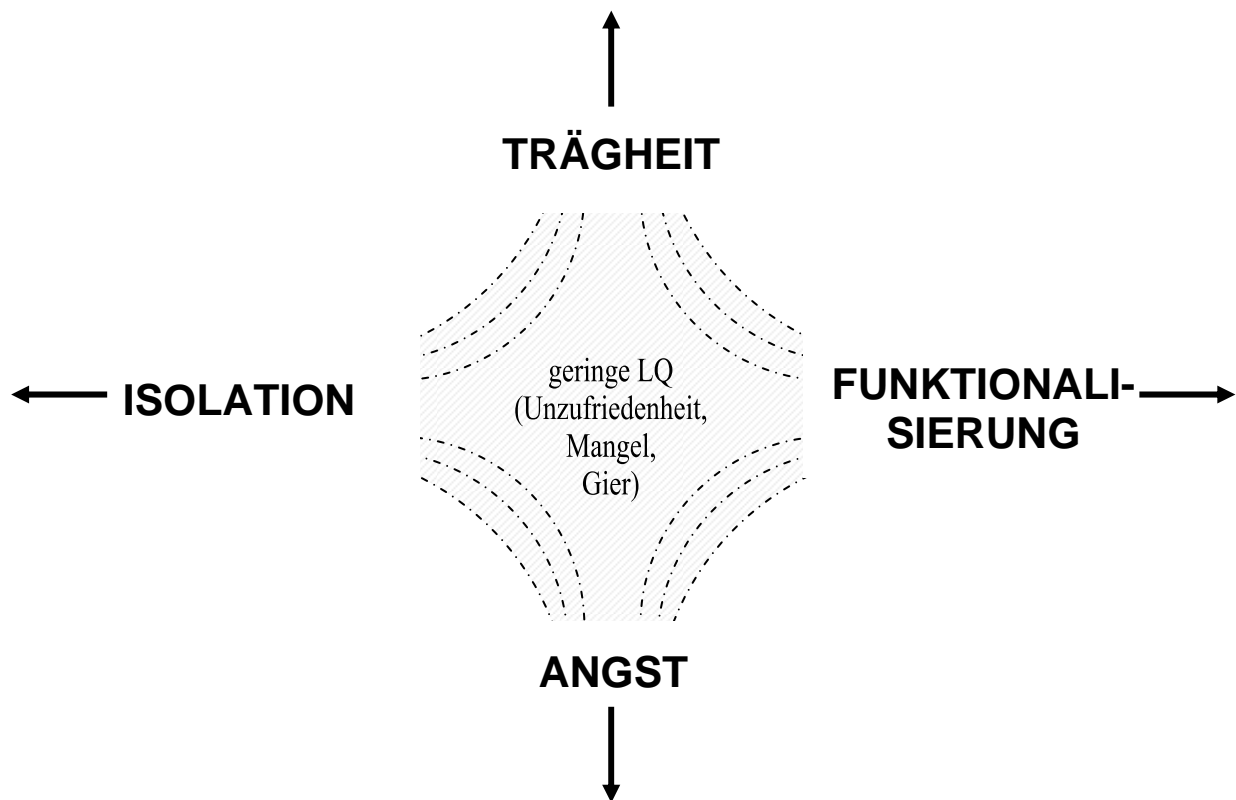 TRÄGHEIT
geringe LQ
(Unzufriedenheit,
Mangel,
Gier)
ISOLATION
FUNKTIONALI-
SIERUNG
ANGST